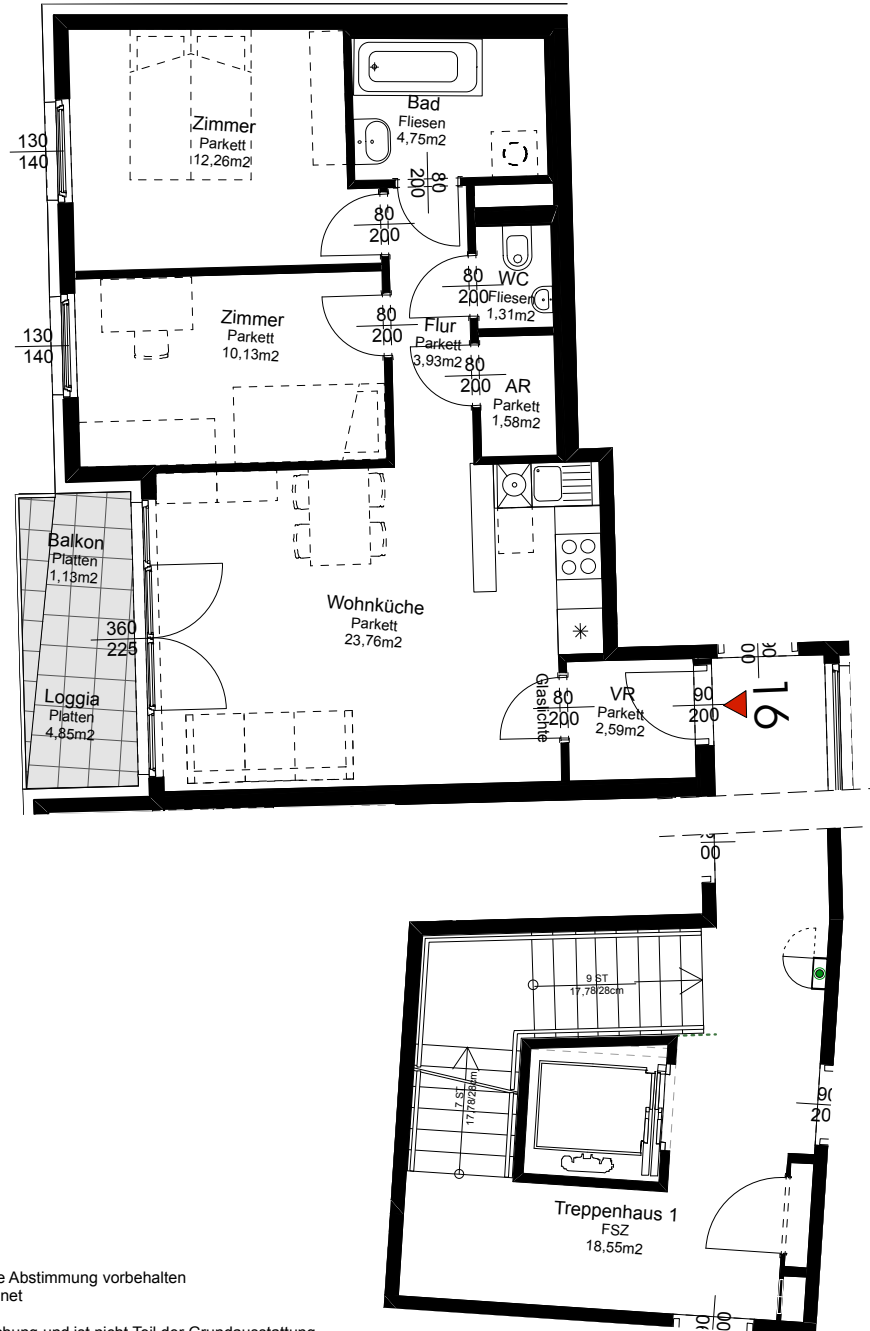 Bad
Fliesen
4,75m2
Zimmer
Parkett
12,26m2
130
140
80
200
80
200
WC
Fliesen
1,31m2
80
200
Zimmer
Parkett
10,13m2
130
140
80
200
Flur
Parkett
3,93m2
80
200
AR
Parkett
1,58m2
Balkon
Platten
1,13m2
360
225
Wohnküche
Parkett
23,76m2
Loggia
Platten
4,85m2
Glaslichte
80
200
VR
Parkett
2,59m2
90
200
16
9 ST
17,78/28cm
7 ST
17,78/28cm
Treppenhaus 1
FSZ
18,55m2
e Abstimmung vorbehalten
net